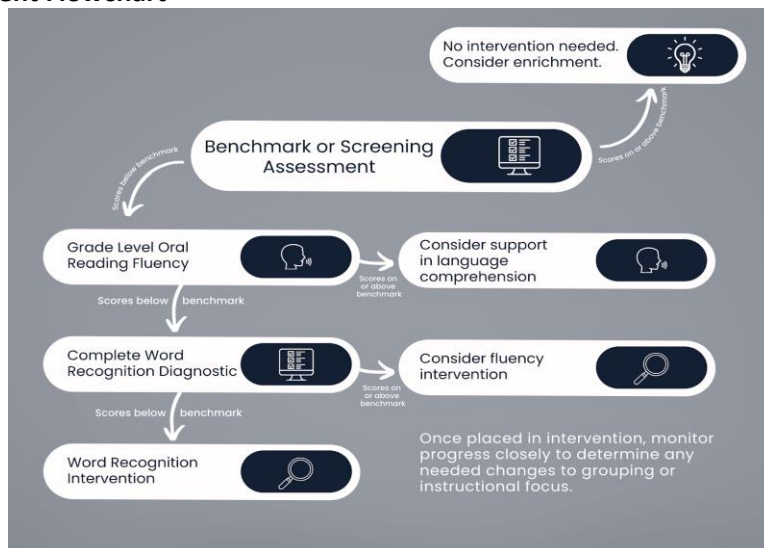 No intervention needed.
Consider enrichment.
Benchmark or Screening
Assessment
Scores on or above benchmark
Scores below benchmark
Grade Level Oral
Reading Fluency
Scores on
or above
benchmark
Consider support
in language
comprehension
Scores below benchmark
Complete Word
Recognition Diagnostic
Scores on
or above
benchmark
Consider fluency
intervention
Scores below benchmark
Word Recognition
Intervention
Once placed in intervention, monitor
progress closely to determine any
needed changes to grouping or
instructional focus.